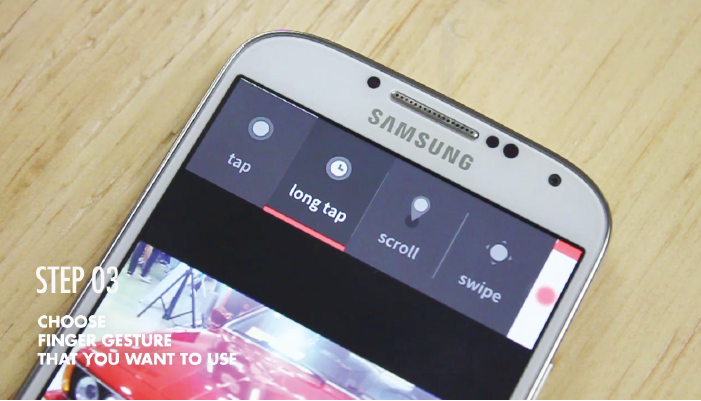 SAMSUNG
tap
long tap
scroll
swipe
STEP 03
CHOOSE
FINGER GESTURE
THAT YOU WANT TO USE